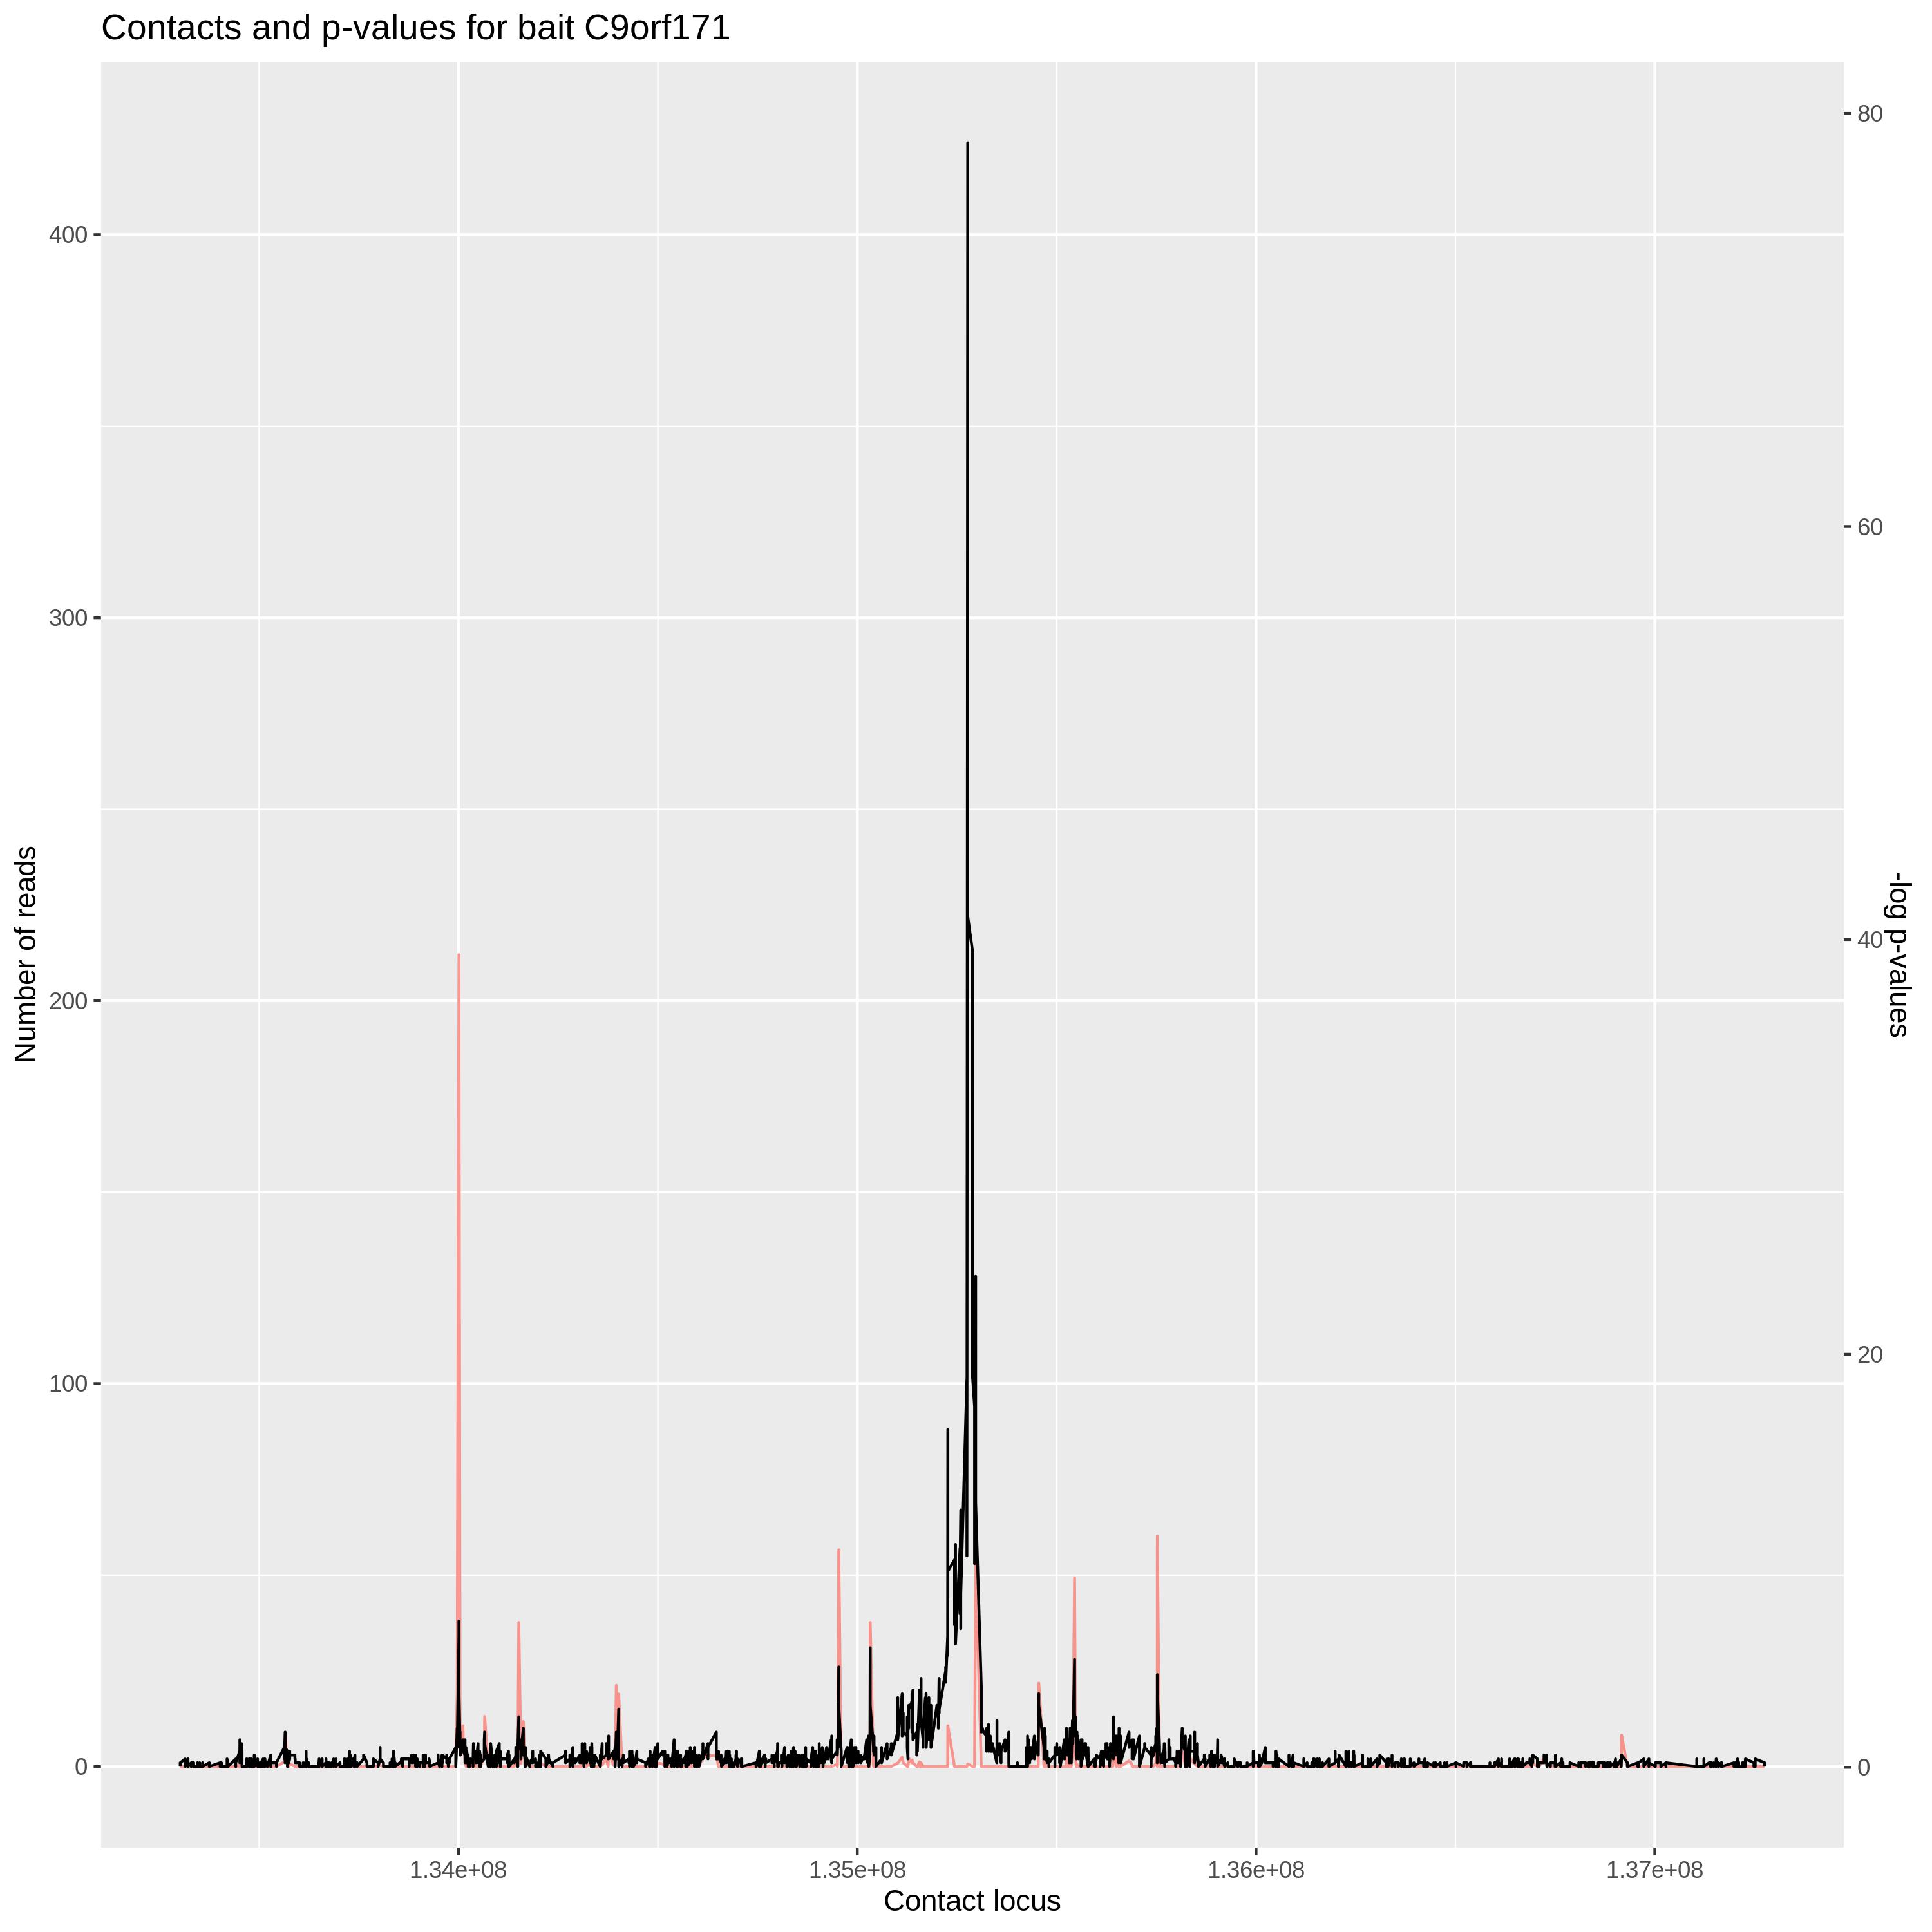 Contacts and p-values for bait C9orf171
Number of reads
400
300
200
100
0
80
60
40
20
0
-log p-values
1.34e+08 1.35e+08 1.36e+08 1.37e+08
Contact locus